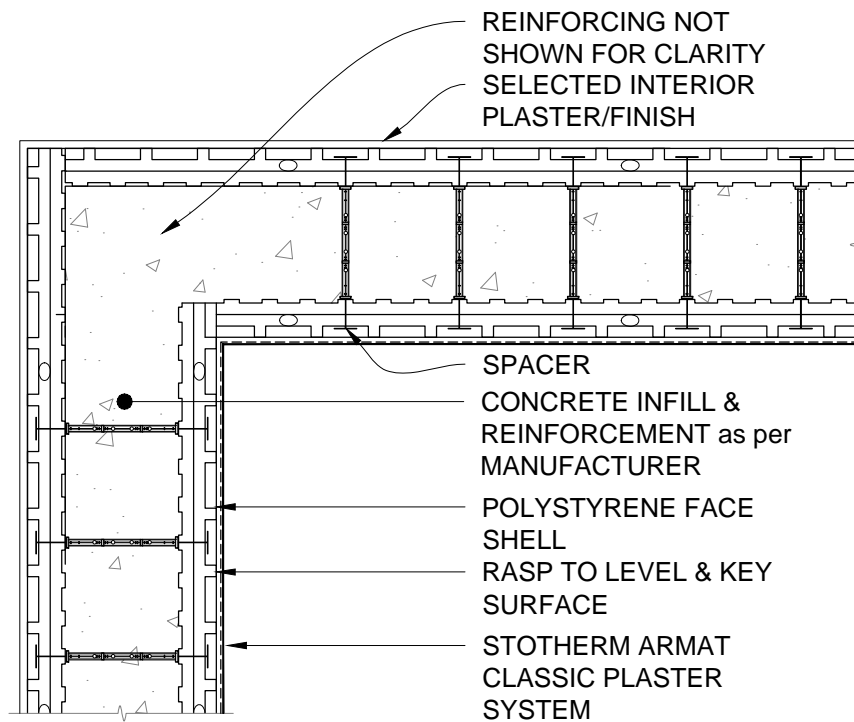 REINFORCING NOT
SHOWN FOR CLARITY
SELECTED INTERIOR
PLASTER/FINISH
SPACER
CONCRETE INFILL &
REINFORCEMENT as per
MANUFACTURER
POLYSTYRENE FACE
SHELL
RASP TO LEVEL & KEY
SURFACE
STOTHERM ARMAT
CLASSIC PLASTER
SYSTEM